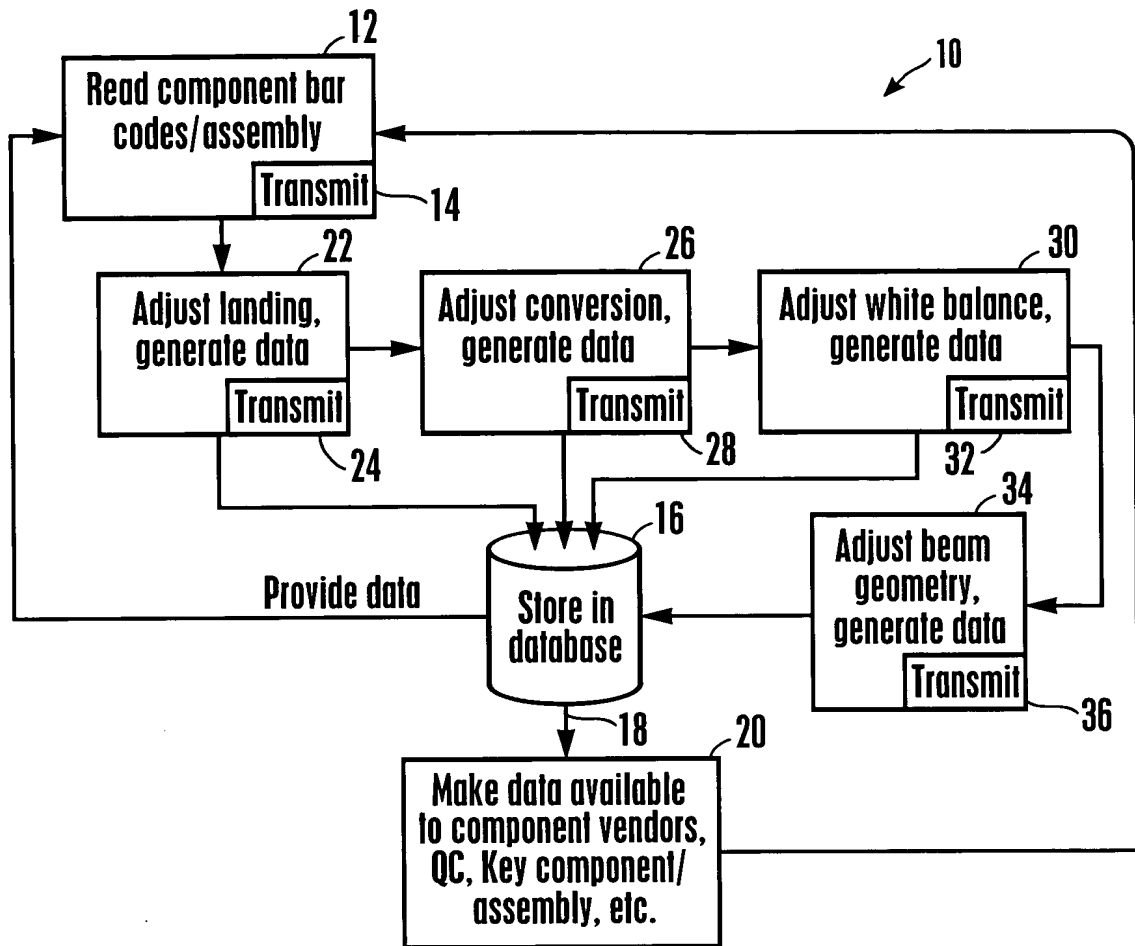 12
10
Read component bar
codes/assembly
Transmit
14
22
Adjust landing,
generate data
Transmit
24
26
Adjust conversion,
generate data
Transmit
28
30
Adjust white balance,
generate data
Transmit
32
34
Adjust beam
geometry,
generate data
Transmit
36
16
Store in
database
Provide data
18
20
Make data available
to component vendors,
QC, Key component/
assembly, etc.